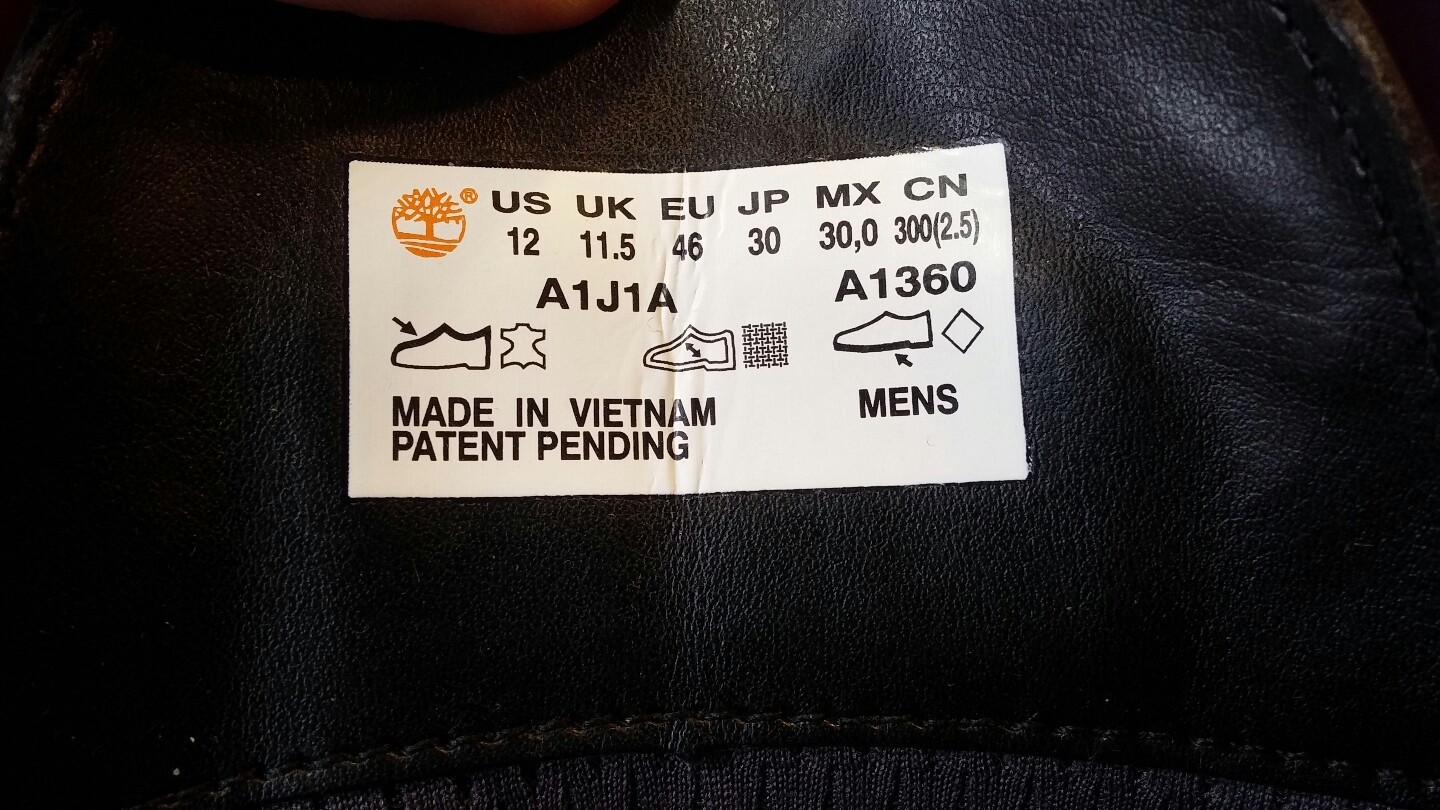 ® US UK EU JP MX CN
12 11.5 46 30 30,0 300(2.5)
A1J1A A1360
MADE IN VIETNAM MENS
PATENT PENDING